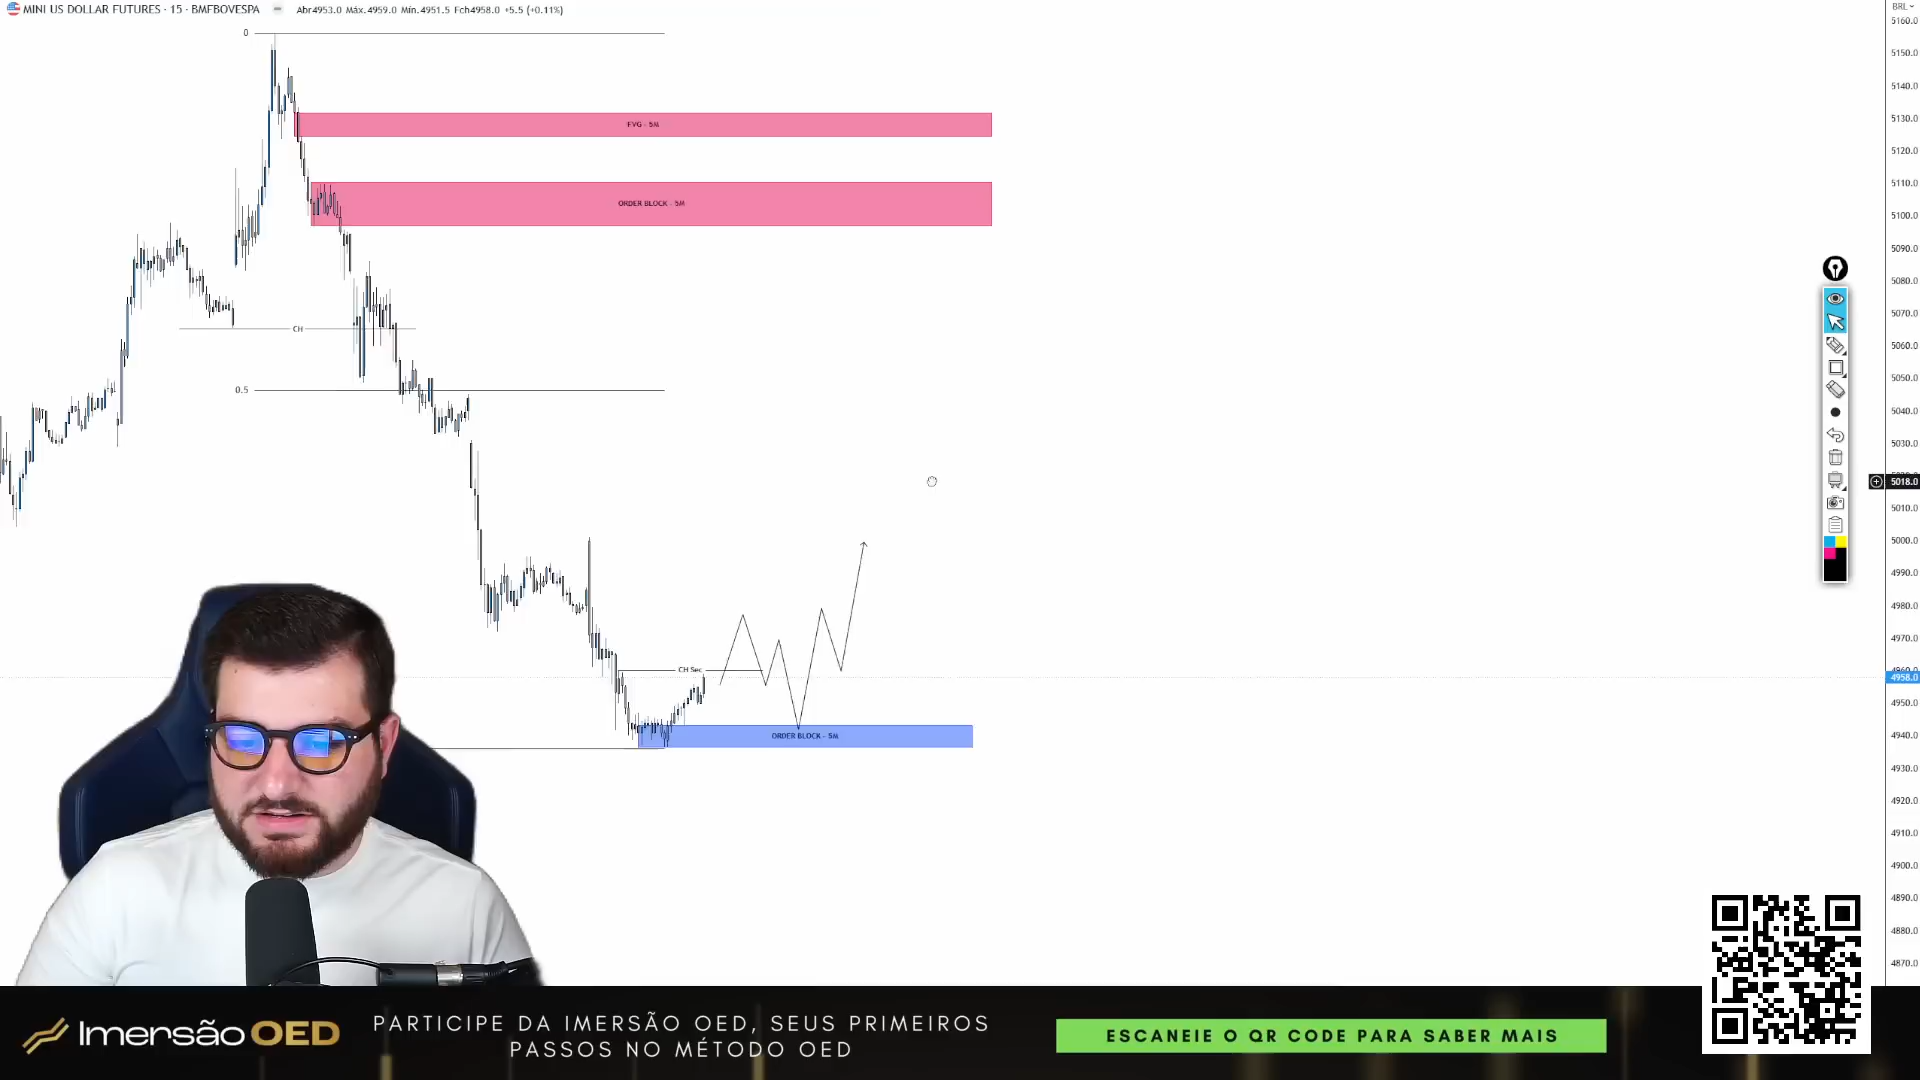 MINI US DOLLAR FUTURES · 15 · BMFBOVESPA
Abr4953.0 Máx.4959.0 Mín.4951.5 Fch4958.0 +5.5 (+0.11%)
BRL
5160.0
5150.0
5140.0
5130.0
5120.0
5110.0
5100.0
5090.0
5080.0
5070.0
5060.0
5050.0
5040.0
5030.0
5018.0
5010.0
5000.0
4990.0
4980.0
4970.0
4960.0
4958.0
4950.0
4940.0
4930.0
4920.0
4910.0
4900.0
4890.0
4880.0
4870.0
0
FVG - 5M
ORDER BLOCK - 5M
CH
0.5
CH Sec
ORDER BLOCK - 5M
Imersão OED
PARTICIPE DA IMERSÃO OED, SEUS PRIMEIROS
PASSOS NO MÉTODO OED
ESCANEIE O QR CODE PARA SABER MAIS